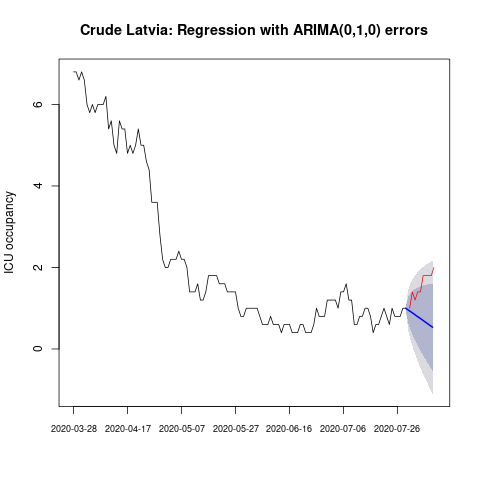 Crude Latvia: Regression with ARIMA(0,1,0) errors
ICU occupancy
6
4
2
0
2020-03-28 2020-04-17 2020-05-07 2020-05-27 2020-06-16 2020-07-06 2020-07-26